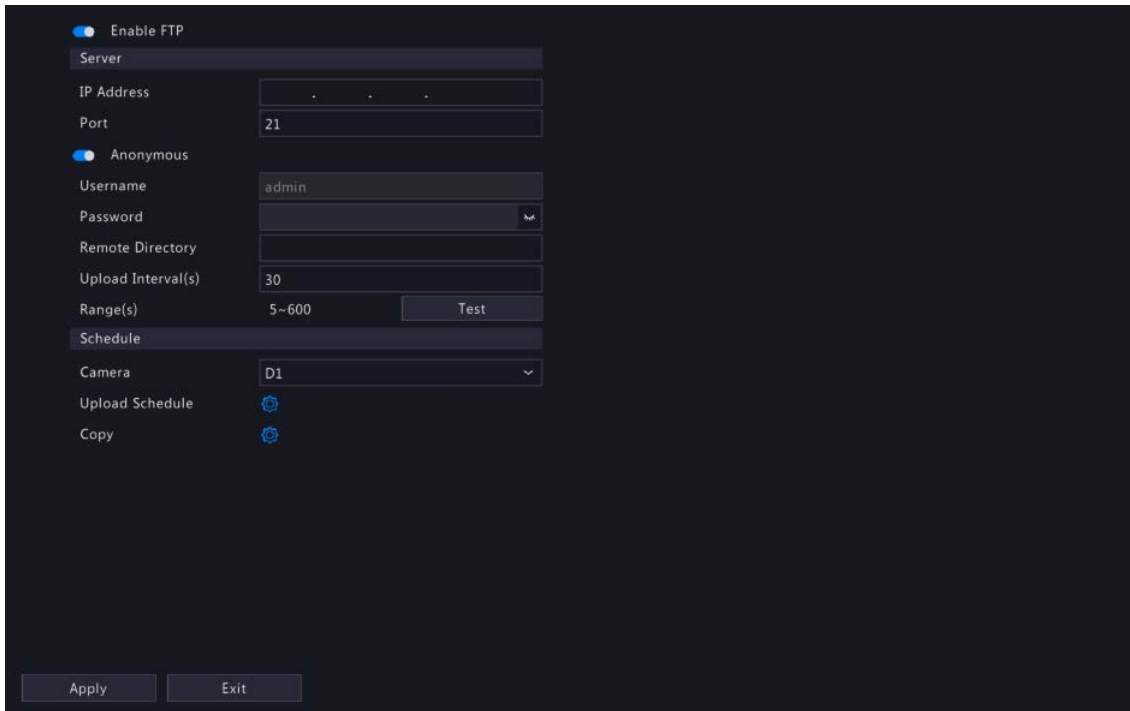 Enable FTP
Server
IP Address . . .
Port 21
Anonymous
Username admin
Password
Remote Directory
Upload Interval(s) 30
Range(s) 5~600 Test
Schedule
Camera D1
Upload Schedule
Copy
Apply Exit